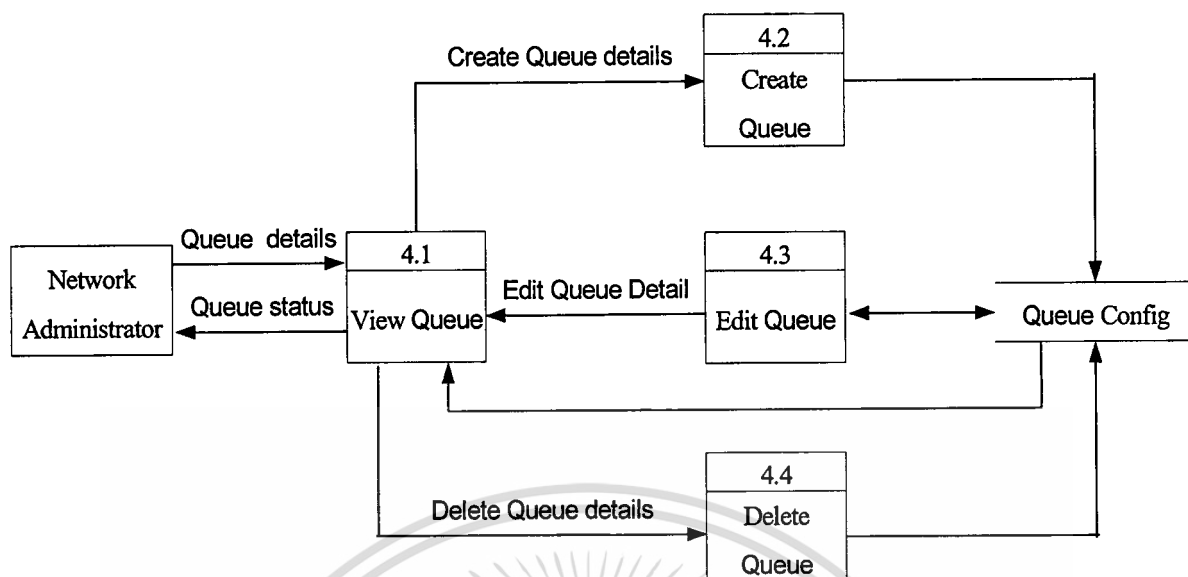 4.2
Create Queue details
Create
Queue
Queue details
4.1
4.3
Network
Administrator
Queue status
View Queue
Edit Queue Detail
Edit Queue
Queue Config
4.4
Delete Queue details
Delete
Queue